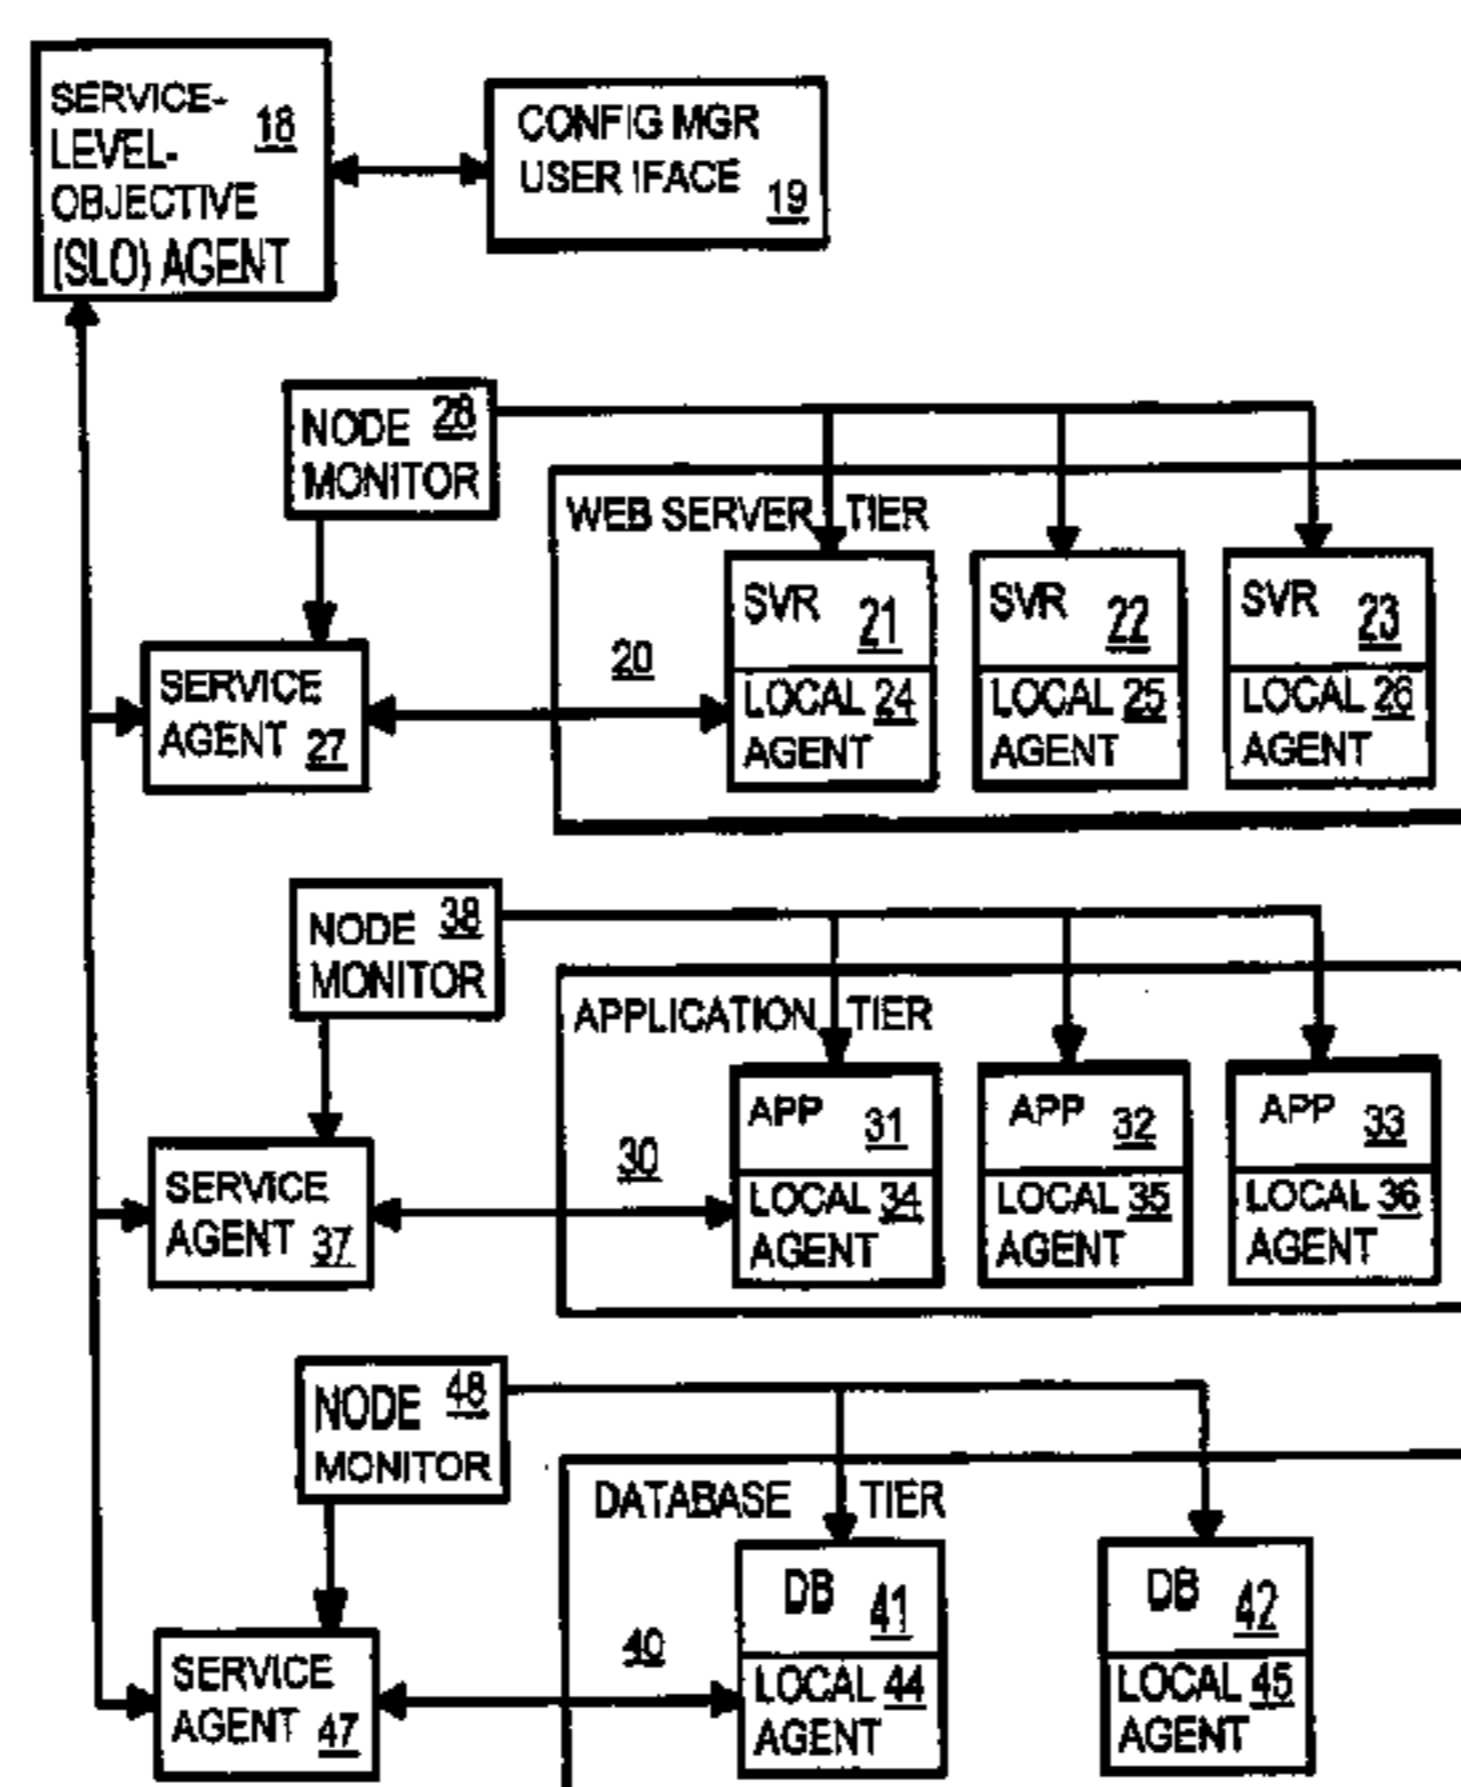 SERVICE-
LEVEL-
OBJECTIVE
(SLO) AGENT
18
CONFIG MGR
USER IFACE
19
NODE 28
MONITOR
WEB SERVER TIER
SVR 21
SVR 22
SVR 23
20
SERVICE
AGENT 27
LOCAL 24
AGENT
LOCAL 25
AGENT
LOCAL 26
AGENT
NODE 38
MONITOR
APPLICATION TIER
APP 31
APP 32
APP 33
30
SERVICE
AGENT 37
LOCAL 34
AGENT
LOCAL 35
AGENT
LOCAL 36
AGENT
NODE 48
MONITOR
DATABASE TIER
DB 41
DB 42
40
SERVICE
AGENT 47
LOCAL 44
AGENT
LOCAL 45
AGENT